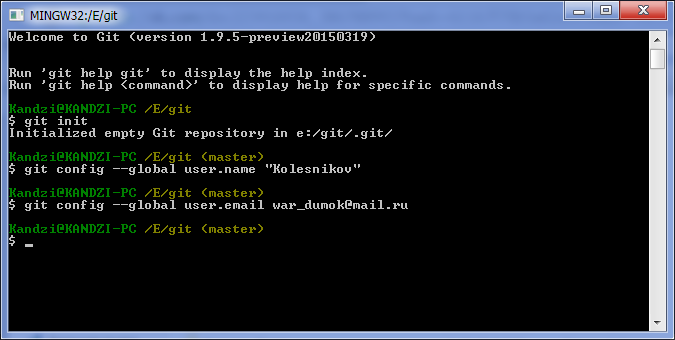 MINGW32:/E/git
Welcome to Git (version 1.9.5-preview20150319)
Run 'git help git' to display the help index.
Run 'git help <command>' to display help for specific commands.
Kandzi@KANDZI-PC /E/git
$ git init
Initialized empty Git repository in e:/git/.git/
Kandzi@KANDZI-PC /E/git (master)
$ git config --global user.name "Kolesnikov"
Kandzi@KANDZI-PC /E/git (master)
$ git config --global user.email war_dumok@mail.ru
Kandzi@KANDZI-PC /E/git (master)
$ _